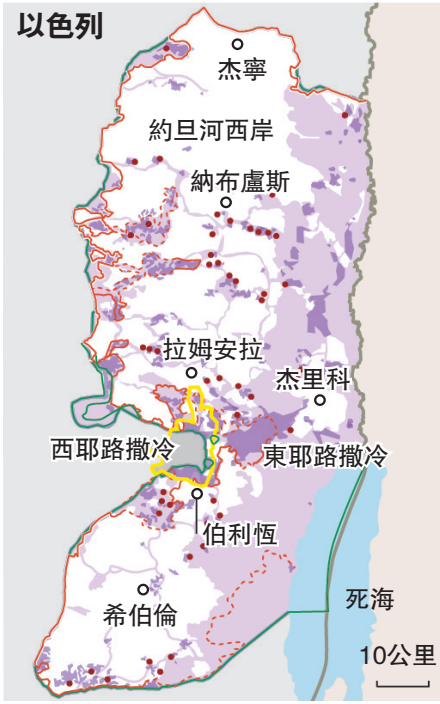 以色列
杰寧
約旦河西岸
納布盧斯
拉姆安拉
杰里科
西耶路撒冷
東耶路撒冷
伯利恆
希伯倫
死海
10公里